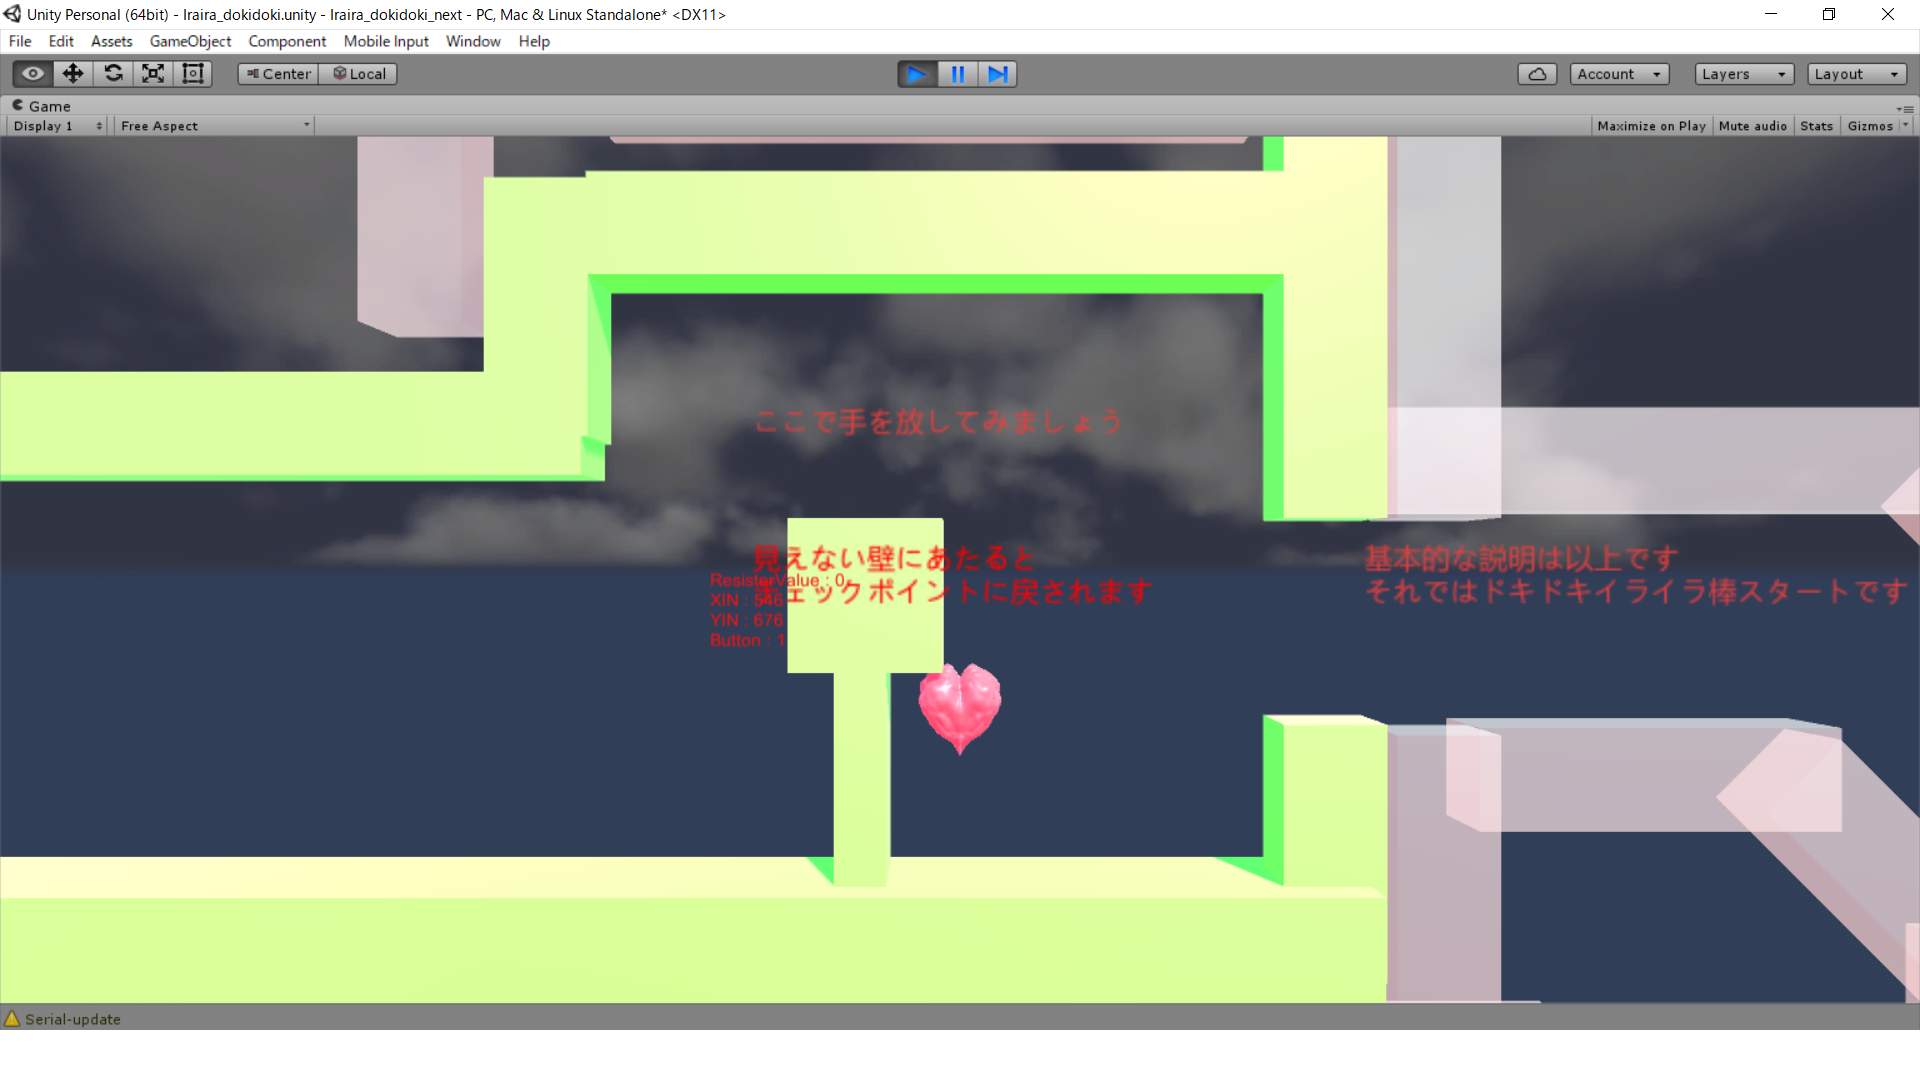 Unity Personal (64bit) - Iraira_dokidoki.unity - Iraira_dokidoki_next - PC, Mac & Linux Standalone* <DX11>
File Edit Assets GameObject Component Mobile Input Window Help
Center Local Account Layers Layout
Game
Display 1 Free Aspect Maximize on Play Mute audio Stats Gizmos
ここで手を放してみましょう
見えない壁にあたると
チェックポイントに戻されます
ResisterValue : 0
XIN : 546
YIN : 676
Button : 1
基本的な説明は以上です
それではドキドキイライラ棒スタートです
Serial-update